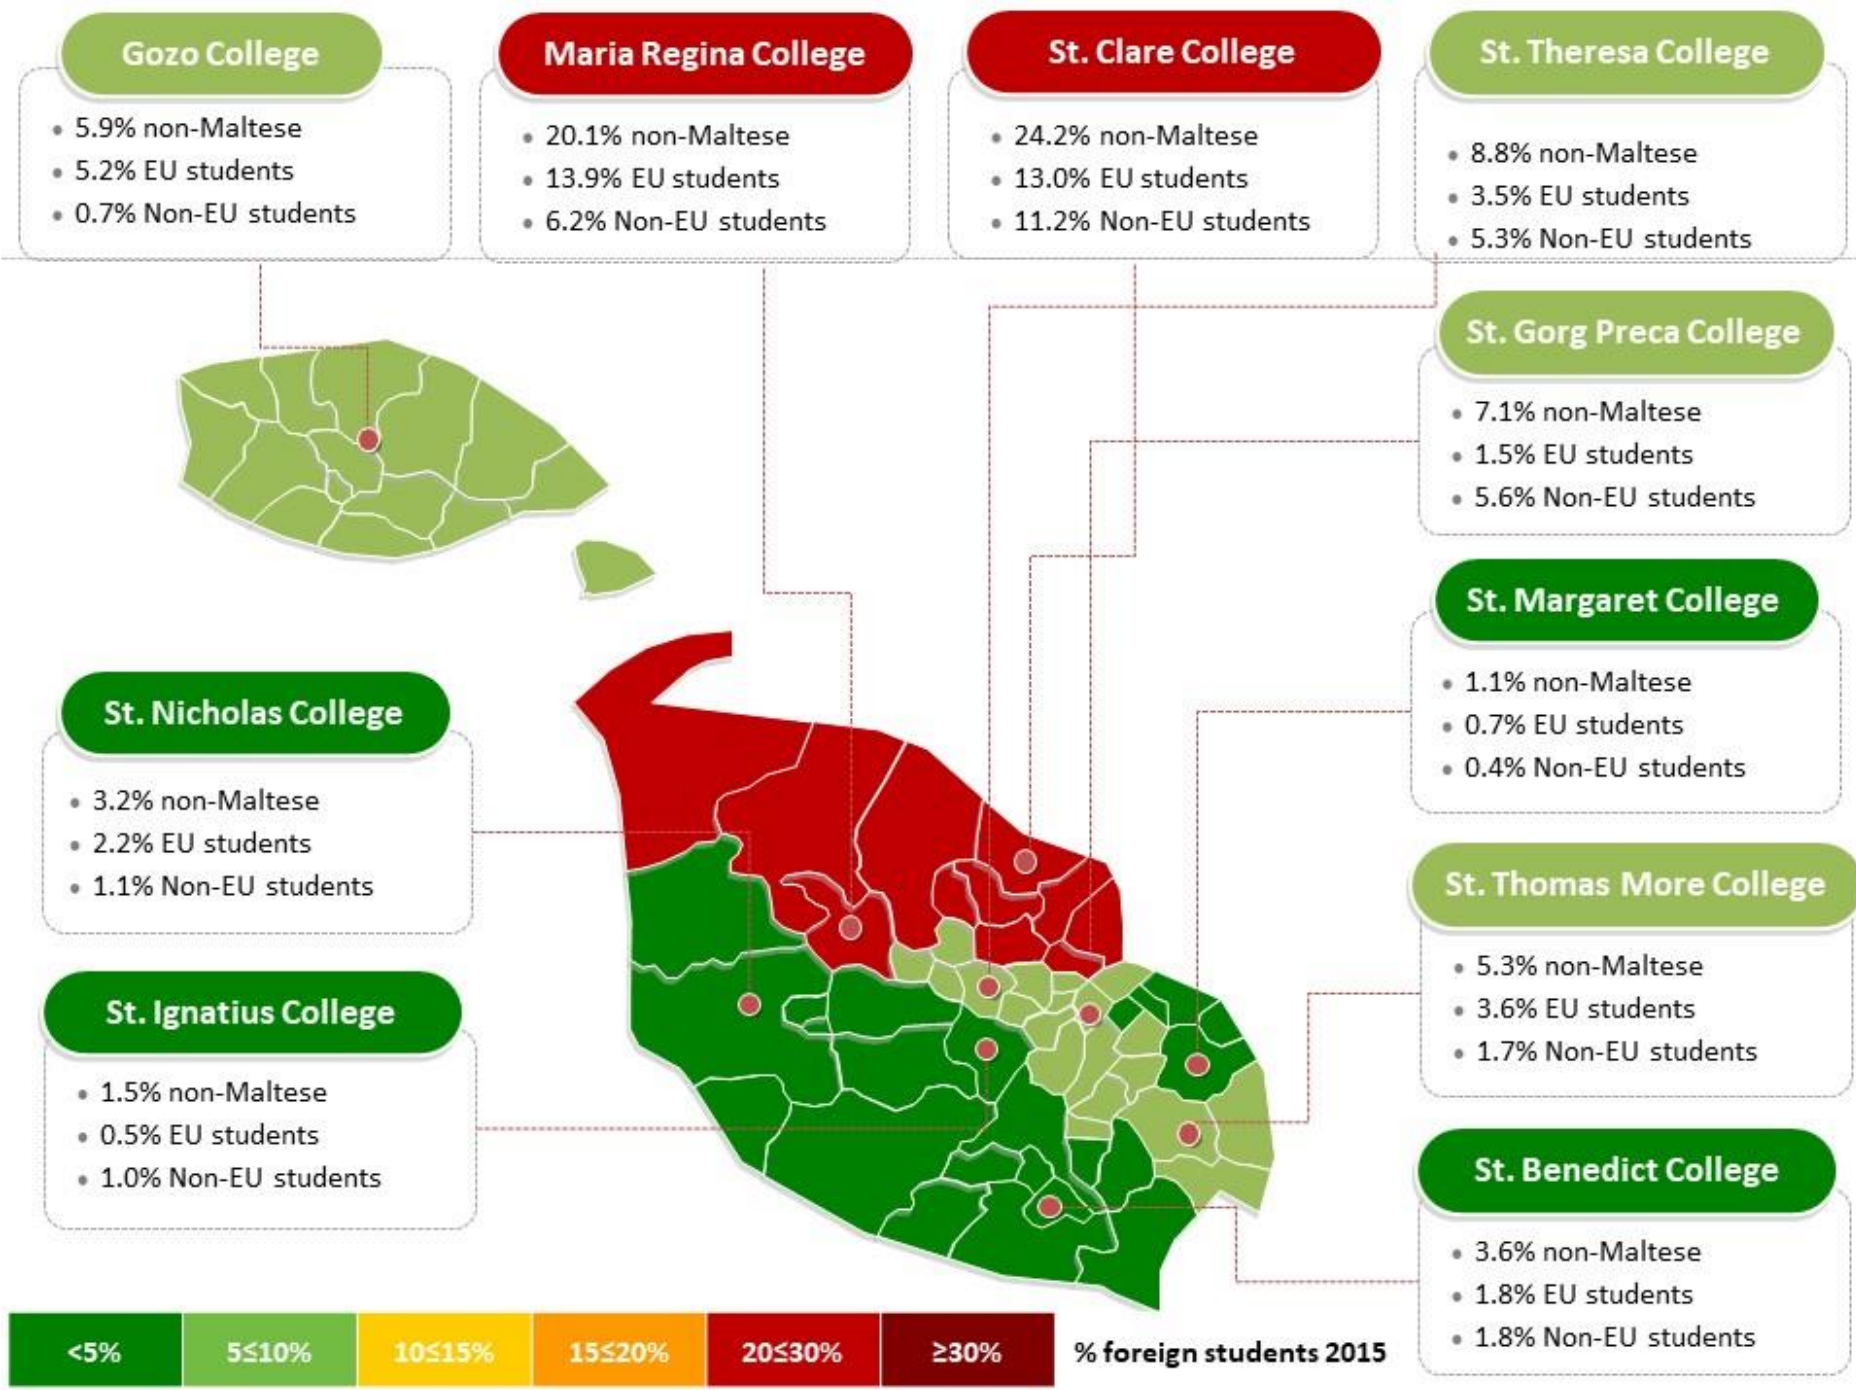 Gozo College
• 5.9% non-Maltese
• 5.2% EU students
• 0.7% Non-EU students
Maria Regina College
• 20.1% non-Maltese
• 13.9% EU students
• 6.2% Non-EU students
St. Clare College
• 24.2% non-Maltese
• 13.0% EU students
• 11.2% Non-EU students
St. Theresa College
• 8.8% non-Maltese
• 3.5% EU students
• 5.3% Non-EU students
St. Gorg Preca College
• 7.1% non-Maltese
• 1.5% EU students
• 5.6% Non-EU students
St. Margaret College
• 1.1% non-Maltese
• 0.7% EU students
• 0.4% Non-EU students
St. Nicholas College
• 3.2% non-Maltese
• 2.2% EU students
• 1.1% Non-EU students
St. Thomas More College
• 5.3% non-Maltese
• 3.6% EU students
• 1.7% Non-EU students
St. Ignatius College
• 1.5% non-Maltese
• 0.5% EU students
• 1.0% Non-EU students
St. Benedict College
• 3.6% non-Maltese
• 1.8% EU students
• 1.8% Non-EU students
<5% 5≤10% 10≤15% 15≤20% 20≤30% ≥30% % foreign students 2015